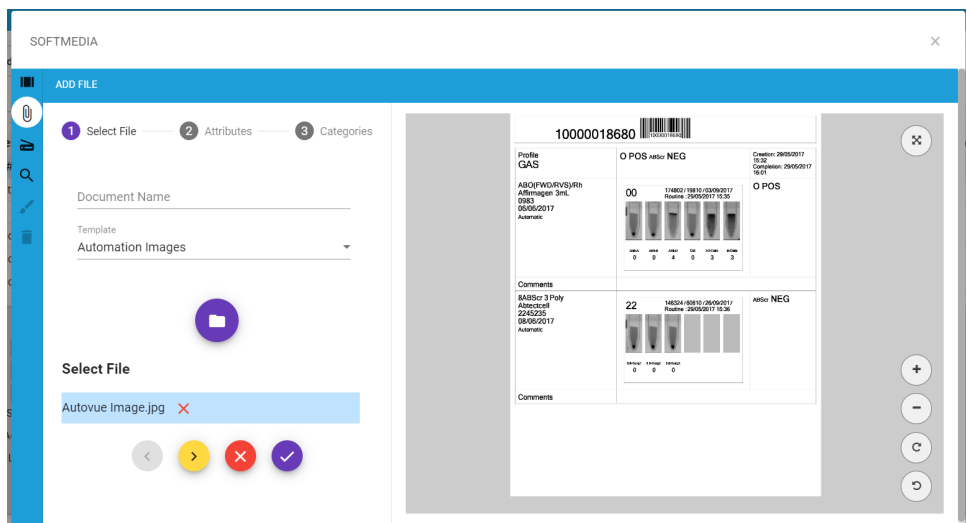 SOFTMEDIA
ADD FILE
1 Select File 2 Attributes 3 Categories
Document Name
Template
Automation Images
Select File
Autovue Image.jpg
10000018680
10000018680
Profile
GAS
O POS ABScr NEG
Creation: 29/05/2017
15:32
Completion: 29/05/2017
16:01
ABO(FWD/RVS)/Rh
Affirmagen 3mL
0983
06/06/2017
Automatic
00
174802 /19810 /03/09/2017
Routine : 29/05/2017 15:35
0 0 4 0 3 3
O POS
Comments
8ABScr 3 Poly
Abtectcell
2245235
08/06/2017
Automatic
22
146324 /60610 /26/09/2017
Routine : 29/05/2017 15:36
0 0 0
ABScr NEG
Comments